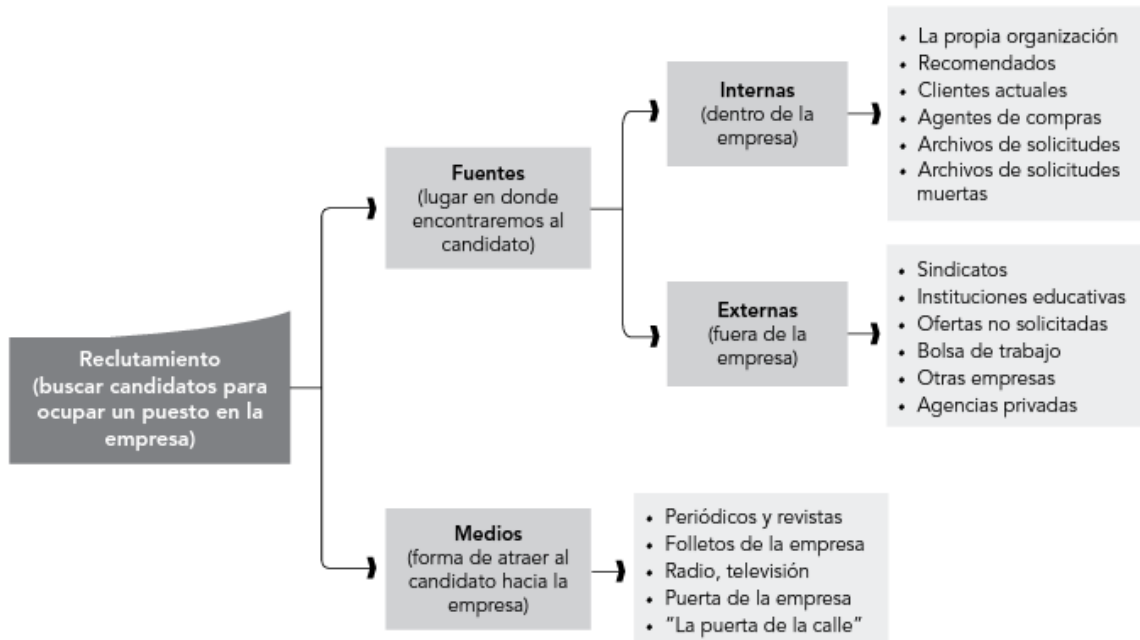 Reclutamiento
(buscar candidatos para
ocupar un puesto en la
empresa)
Fuentes
(lugar en donde
encontraremos al
candidato)
Internas
(dentro de la
empresa)
• La propia organización
• Recomendados
• Clientes actuales
• Agentes de compras
• Archivos de solicitudes
• Archivos de solicitudes
muertas
Externas
(fuera de la
empresa)
• Sindicatos
• Instituciones educativas
• Ofertas no solicitadas
• Bolsa de trabajo
• Otras empresas
• Agencias privadas
Medios
(forma de atraer al
candidato hacia la
empresa)
• Periódicos y revistas
• Folletos de la empresa
• Radio, televisión
• Puerta de la empresa
• "La puerta de la calle"